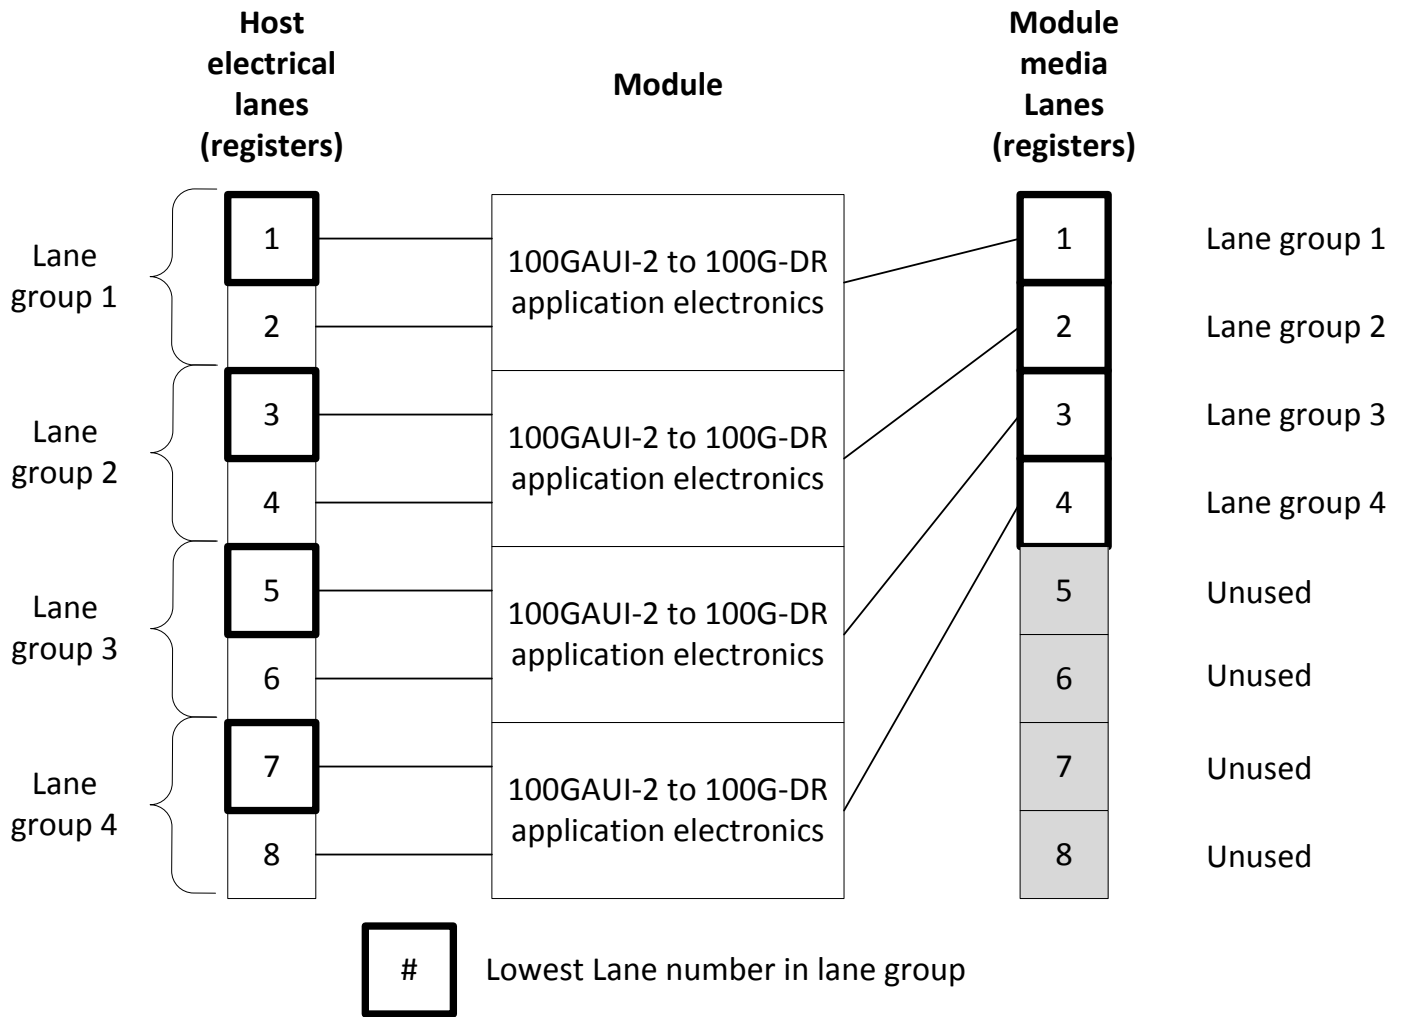 Host
electrical
lanes
(registers)
Module
Module
media
Lanes
(registers)
Lane
group 1
1
2
100GAUI-2 to 100G-DR
application electronics
1
Lane group 1
2
Lane group 2
Lane
group 2
3
4
100GAUI-2 to 100G-DR
application electronics
3
Lane group 3
4
Lane group 4
Lane
group 3
5
6
100GAUI-2 to 100G-DR
application electronics
5
Unused
6
Unused
Lane
group 4
7
8
100GAUI-2 to 100G-DR
application electronics
7
Unused
8
Unused
#
Lowest Lane number in lane group